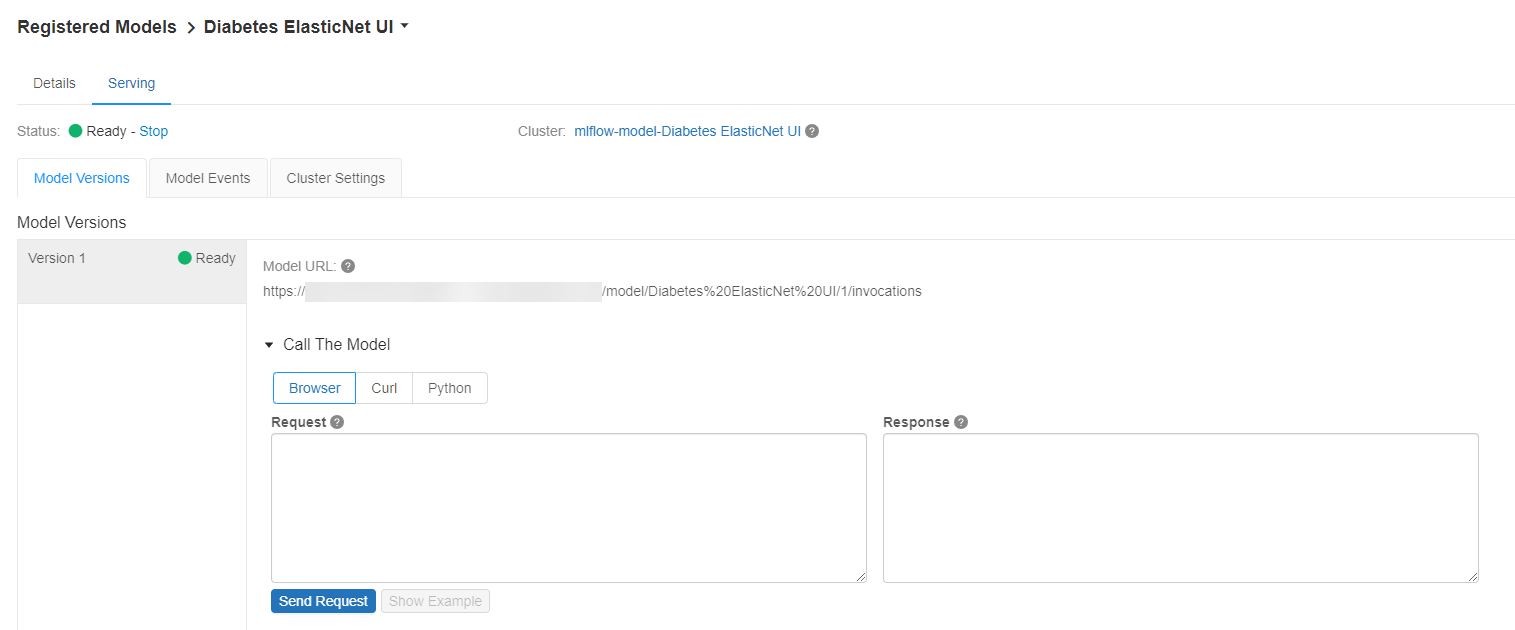 Registered Models > Diabetes ElasticNet UI
Details Serving
Status: Ready - Stop Cluster: mlflow-model-Diabetes ElasticNet UI ?
Model Versions Model Events Cluster Settings
Model Versions
Version 1 Ready
Model URL: ?
https:// /model/Diabetes%20ElasticNet%20UI/1/invocations
Call The Model
Browser Curl Python
Request ? Response ?
Send Request Show Example